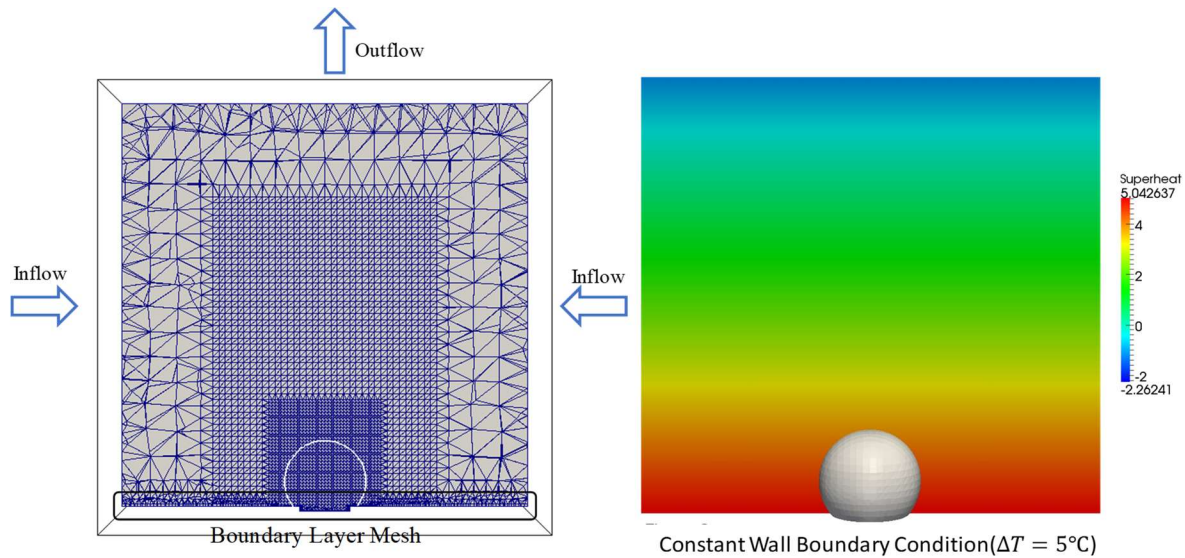 Outflow
Inflow
Inflow
Boundary Layer Mesh
Superheat
5.042637
4
2
0
-2
-2.26241
Constant Wall Boundary Condition(ΔT = 5℃)